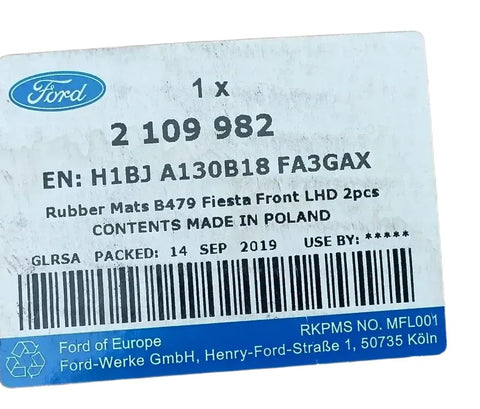 Ford
1 x
2 109 982
EN: H1BJ A130B18 FA3GAX
Rubber Mats B479 Fiesta Front LHD 2pcs
CONTENTS MADE IN POLAND
GLRSA PACKED: 14 SEP 2019 USE BY: *****
RKPMS NO. MFL001
Ford of Europe
Ford-Werke GmbH, Henry-Ford-Straße 1, 50735 Köln